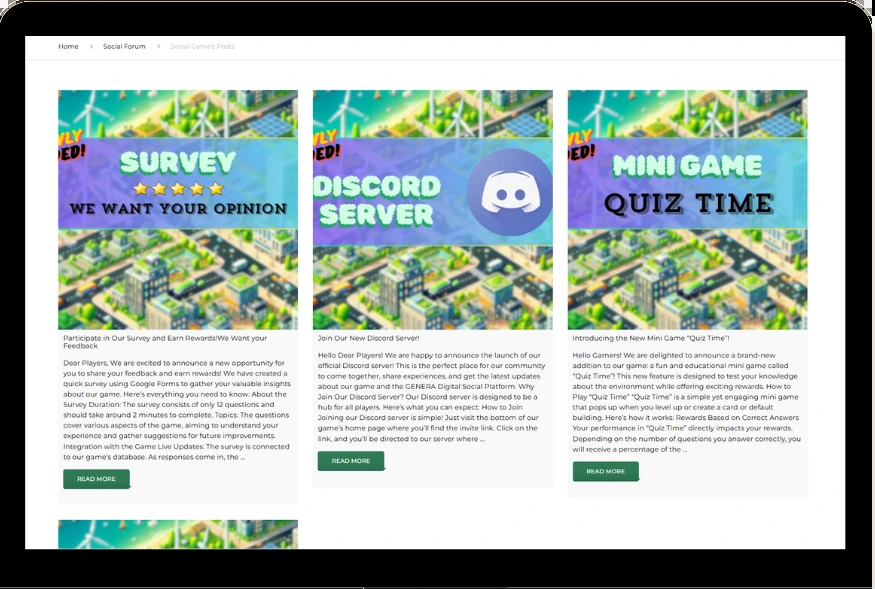 Home > Social Forum > Social Game's Posts
VLY
DED!
SURVEY
WE WANT YOUR OPINION
Participate in Our Survey and Earn Rewards!We Want your
Feedback
Dear Players, We are excited to announce a new opportunity for
you to share your feedback and earn rewards! We have created a
quick survey using Google Forms to gather your valuable insights
about our game. Here's everything you need to know: About the
Survey Duration: The survey consists of only 12 questions and
should take around 2 minutes to complete. Topics: The questions
cover various aspects of the game, aiming to understand your
experience and gather suggestions for future improvements.
Integration with the Game Live Updates: The survey is connected
to our game's database. As responses come in, the ...
READ MORE
DED!
DISCORD
SERVER
Join Our New Discord Server!
Hello Dear Players! We are happy to announce the launch of our
official Discord server! This is the perfect place for our community
to come together, share experiences, and get the latest updates
about our game and the GENERA Digital Social Platform. Why
Join Our Discord Server? Our Discord server is designed to be a
hub for all players. Here's what you can expect: How to Join
Joining our Discord server is simple! Just visit the bottom of our
game's home page where you'll find the invite link. Click on the
link, and you'll be directed to our server where ...
READ MORE
VLY
DED!
MINI GAME
QUIZ TIME
Introducing the New Mini Game "Quiz Time"!
Hello Gamers! We are delighted to announce a brand-new
addition to our game: a fun and educational mini game called
"Quiz Time"! This new feature is designed to test your knowledge
about the environment while offering exciting rewards. How to
Play "Quiz Time" "Quiz Time" is a simple yet engaging mini game
that pops up when you level up or create a card or default
building. Here's how it works: Rewards Based on Correct Answers
Your performance in "Quiz Time" directly impacts your rewards.
Depending on the number of questions you answer correctly, you
will receive a percentage of the ...
READ MORE